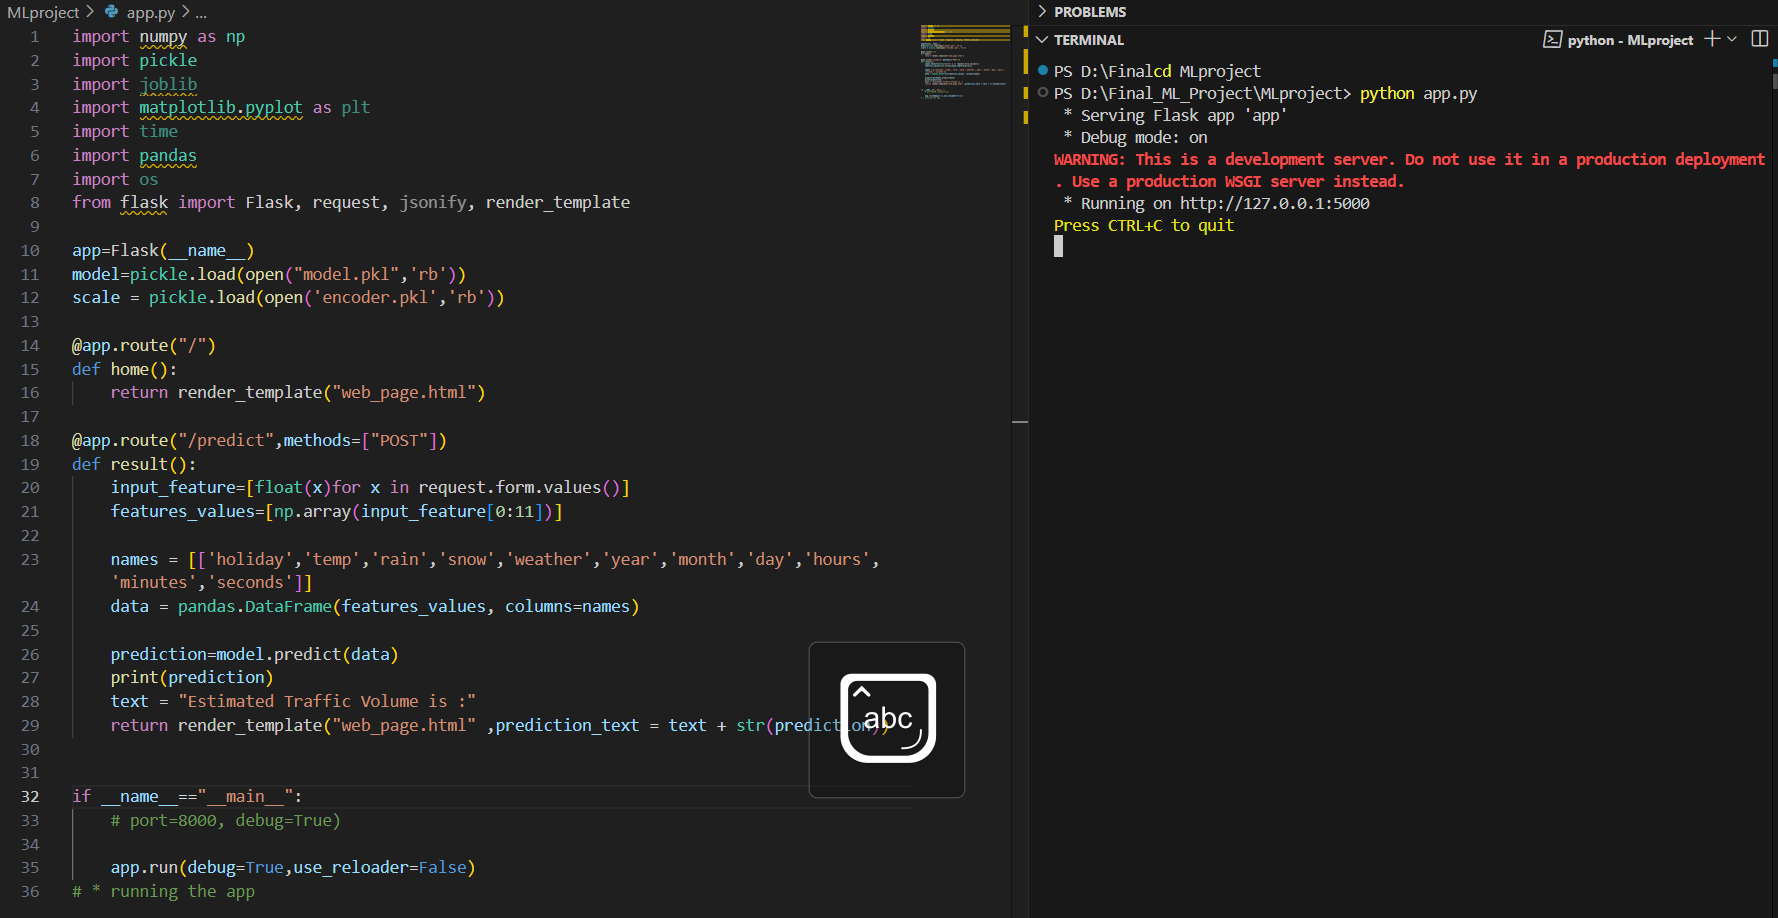 MLproject > app.py > ...
1 import numpy as np
2 import pickle
3 import joblib
4 import matplotlib.pyplot as plt
5 import time
6 import pandas
7 import os
8 from flask import Flask, request, jsonify, render_template
9
10 app=Flask(__name__)
11 model=pickle.load(open("model.pkl",'rb'))
12 scale = pickle.load(open('encoder.pkl','rb'))
13
14 @app.route("/")
15 def home():
16     return render_template("web_page.html")
17
18 @app.route("/predict",methods=["POST"])
19 def result():
20     input_feature=[float(x)for x in request.form.values()]
21     features_values=[np.array(input_feature[0:11])]
22
23     names = [['holiday','temp','rain','snow','weather','year','month','day','hours',
    'minutes','seconds']]
24     data = pandas.DataFrame(features_values, columns=names)
25
26     prediction=model.predict(data)
27     print(prediction)
28     text = "Estimated Traffic Volume is :"
29     return render_template("web_page.html" ,prediction_text = text + str(prediction))
30
31
32 if __name__=="__main__":
33     # port=8000, debug=True)
34
35     app.run(debug=True,use_reloader=False)
36 # * running the app
abc
PROBLEMS
TERMINAL
python - MLproject
PS D:\Finalcd MLproject
PS D:\Final_ML_Project\MLproject> python app.py
 * Serving Flask app 'app'
 * Debug mode: on
WARNING: This is a development server. Do not use it in a production deployment
. Use a production WSGI server instead.
 * Running on http://127.0.0.1:5000
Press CTRL+C to quit